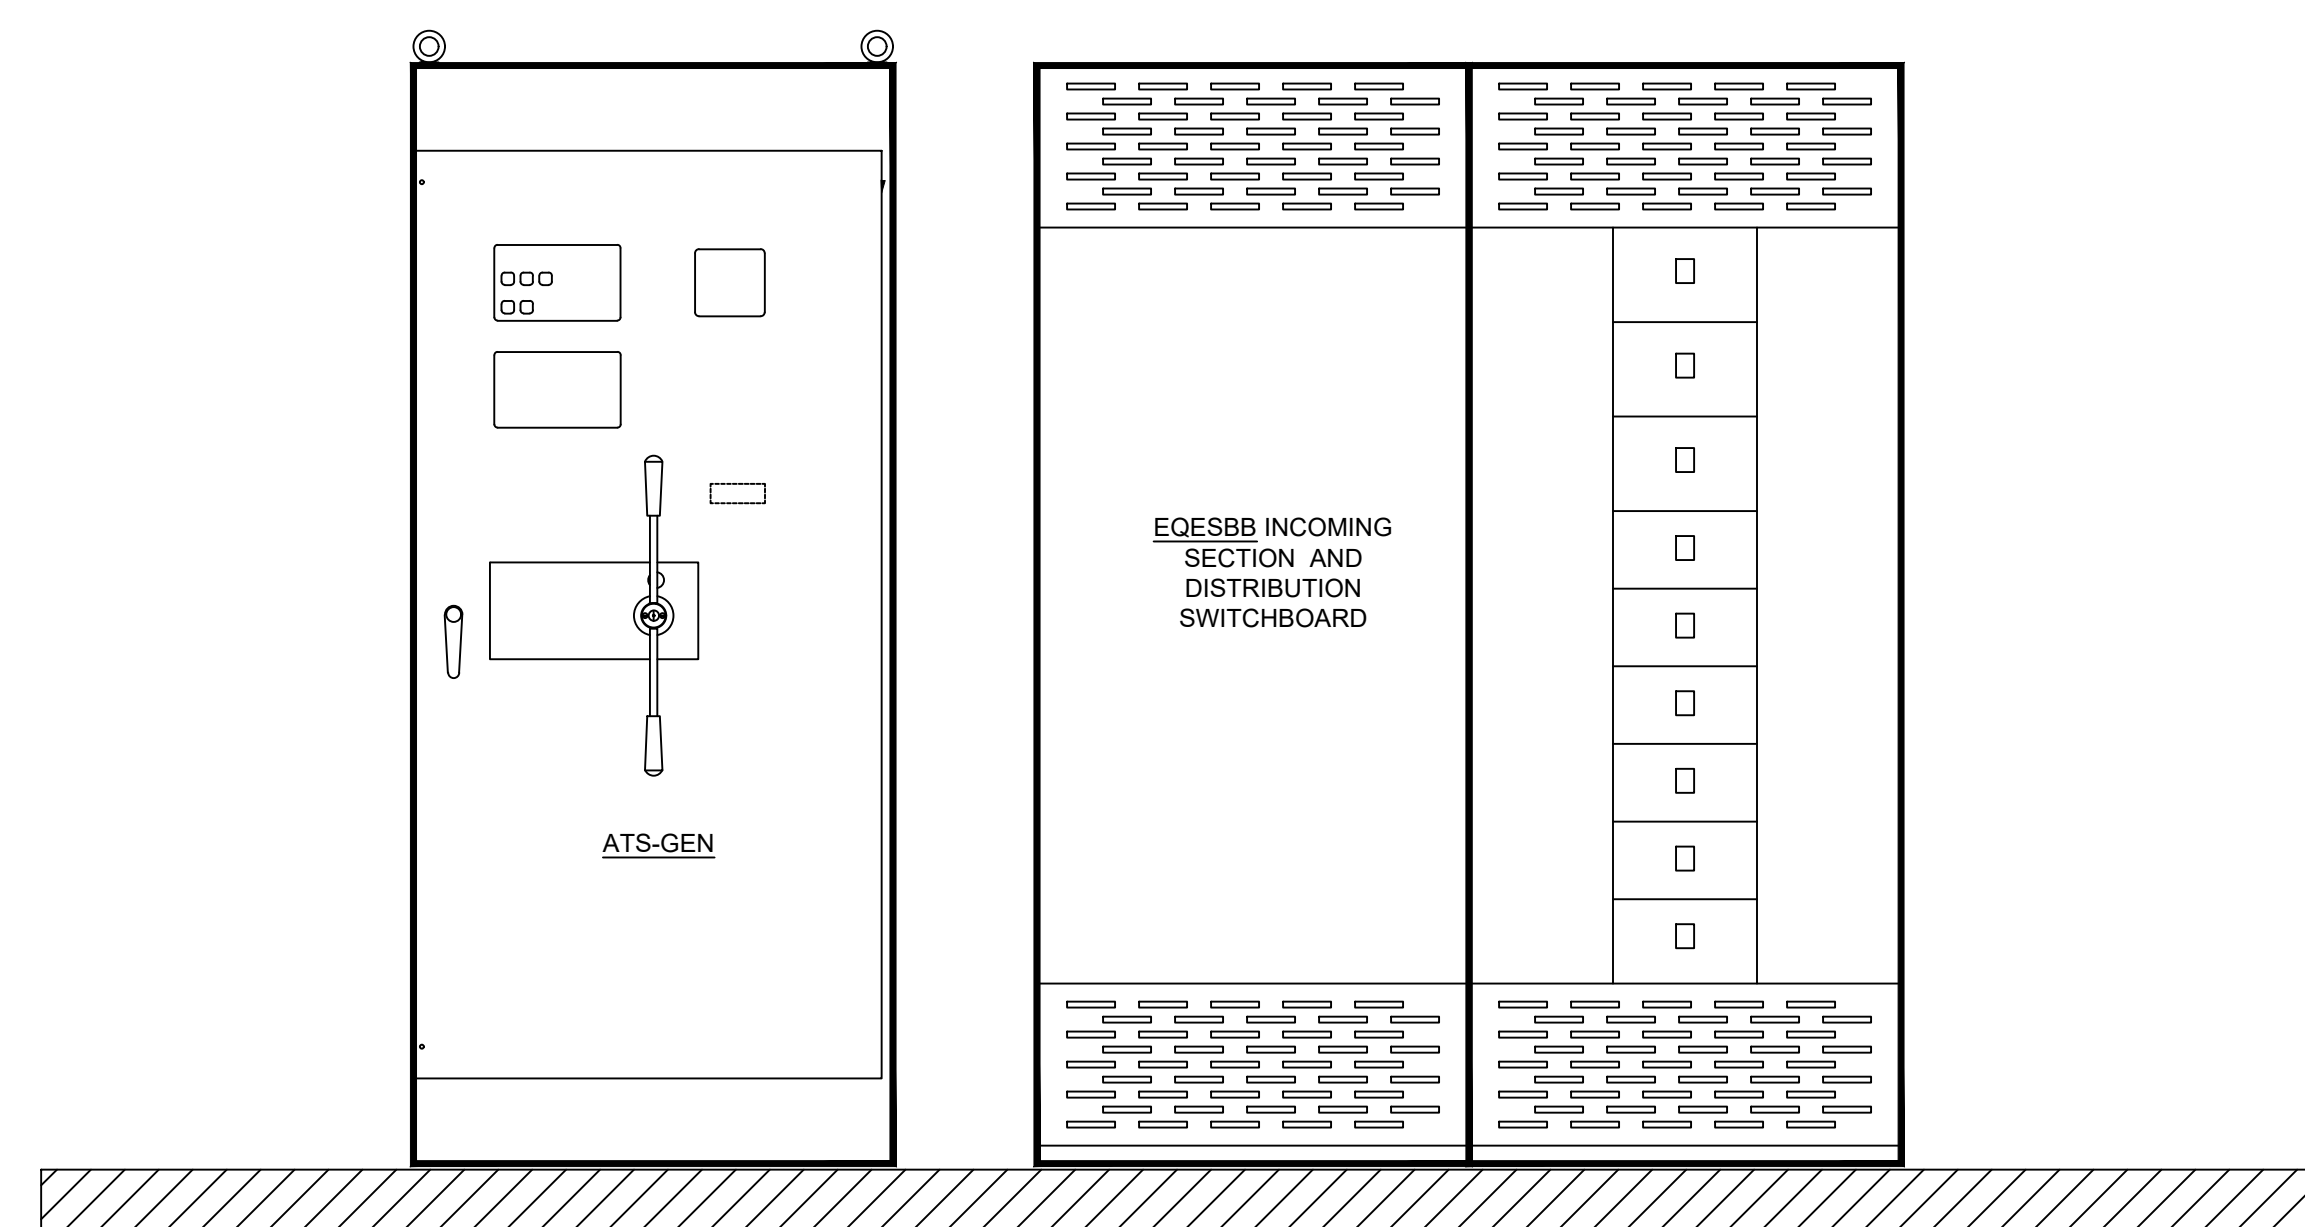 EQESBB INCOMING
SECTION AND
DISTRIBUTION
SWITCHBOARD
ATS-GEN